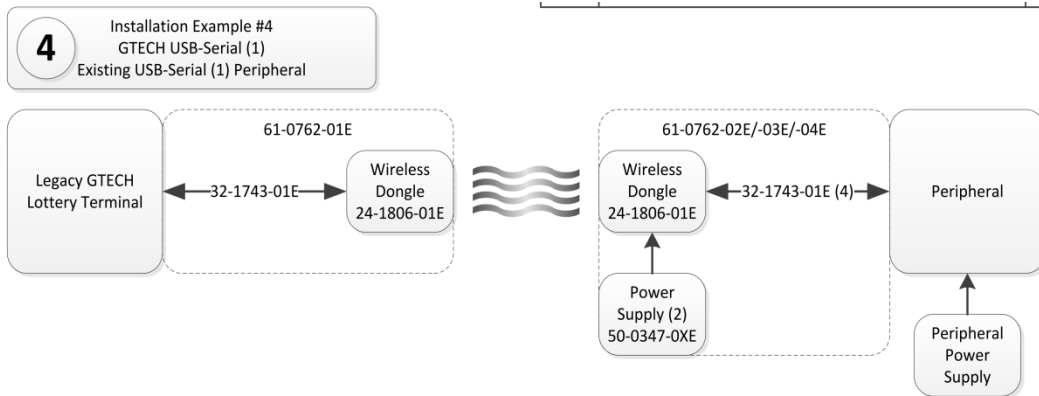 4
Installation Example #4
GTECH USB-Serial (1)
Existing USB-Serial (1) Peripheral
61-0762-01E
Legacy GTECH
Lottery Terminal
32-1743-01E
Wireless
Dongle
24-1806-01E
61-0762-02E/-03E/-04E
Wireless
Dongle
24-1806-01E
32-1743-01E (4)
Peripheral
Power
Supply (2)
50-0347-0XE
Peripheral
Power
Supply